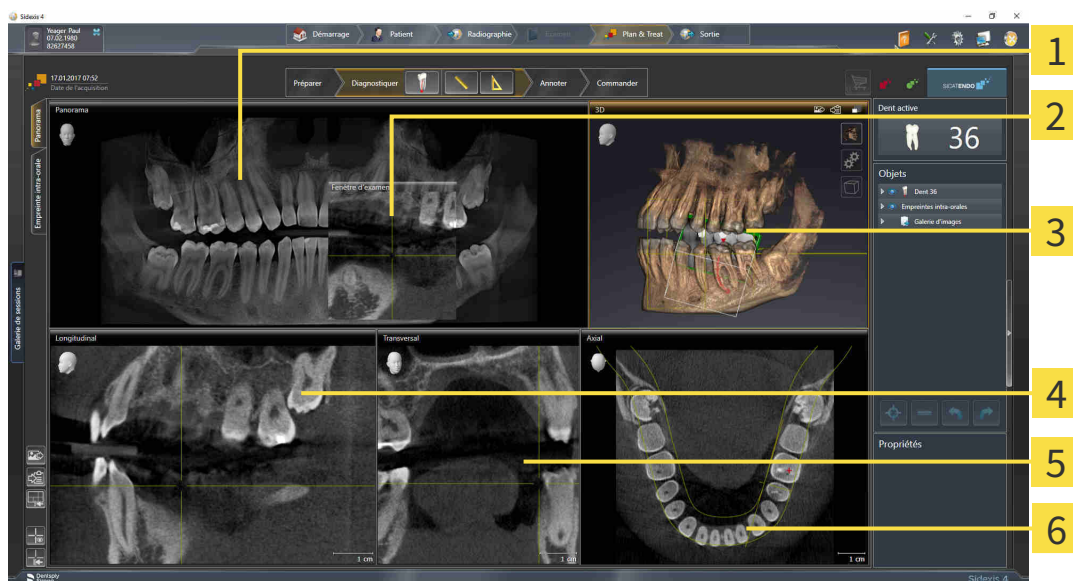 Sidexis 4
Yeager Paul
07.02.1980
82627458
Démarrage
Patient
Radiographie
Examens
Plan & Treat
Sortie
1
17.01.2017 07:52
Date de l'acquisition
Préparer
Diagnostiquer
Annoter
Commander
SICATENDO
Panorama
Empreinte intra-orale
Galerie de sessions
Panorama
Fenêtre d'examen
3D
Dent active
36
2
Objets
Dent 36
Empreintes intra-orales
Galerie d'images
3
Longitudinal
Transversal
Axial
4
Propriétés
5
6
1 cm
1 cm
1 cm
Dentsply
Sirona
Sidexis 4